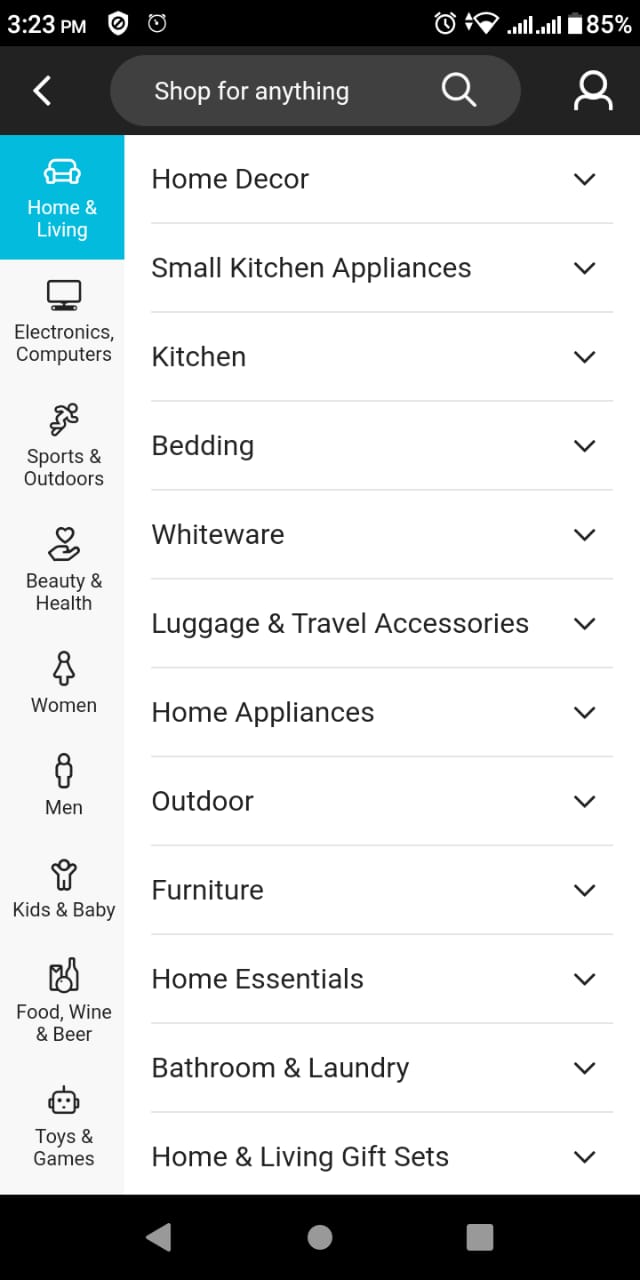 3:23 PM
85%
Shop for anything
Home &
Living
Electronics,
Computers
Sports &
Outdoors
Beauty &
Health
Women
Men
Kids & Baby
Food, Wine
& Beer
Toys &
Games
Home Decor
Small Kitchen Appliances
Kitchen
Bedding
Whiteware
Luggage & Travel Accessories
Home Appliances
Outdoor
Furniture
Home Essentials
Bathroom & Laundry
Home & Living Gift Sets